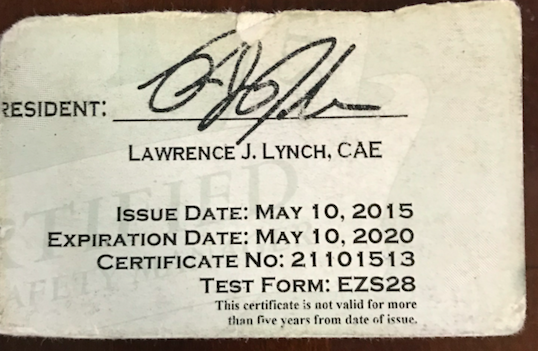 RESIDENT:
LAWRENCE J. LYNCH, CAE
ISSUE DATE: MAY 10, 2015
EXPIRATION DATE: MAY 10, 2020
CERTIFICATE NO: 21101513
TEST FORM: EZS28
This certificate is not valid for more
than five years from date of issue.